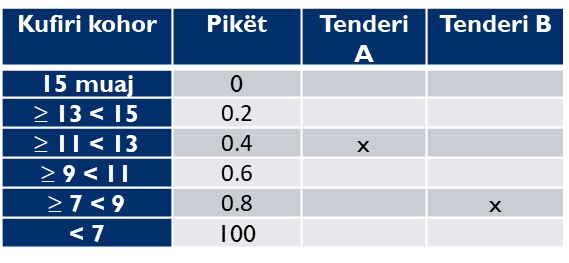 Kufiri kohor Pikët Tenderi A Tenderi B
15 muaj 0
≥ 13 < 15 0.2
≥ 11 < 13 0.4 x
≥ 9 < 11 0.6
≥ 7 < 9 0.8 x
< 7 100